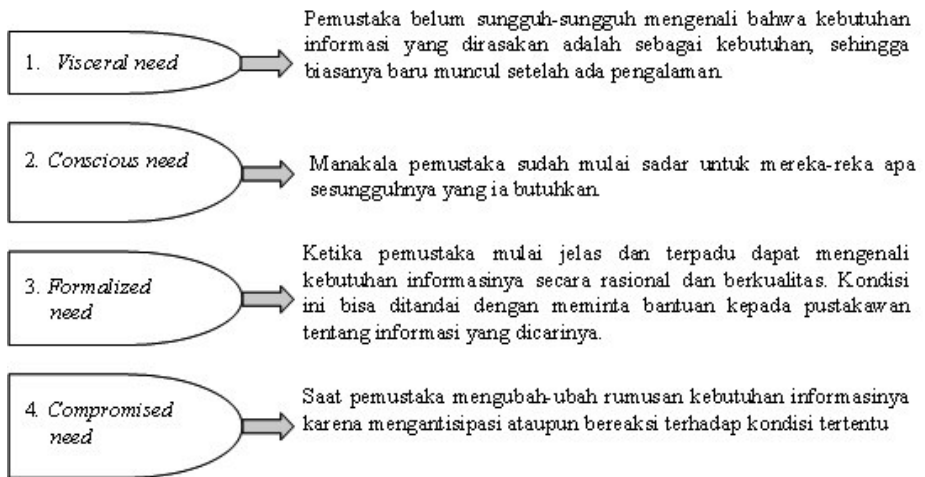 1. Visceral need
Pemustaka belum sungguh-sungguh mengenali bahwa kebutuhan
informasi yang dirasakan adalah sebagai kebutuhan, sehingga
biasanya baru muncul setelah ada pengalaman.
2. Conscious need
Manakala pemustaka sudah mulai sadar untuk mereka-reka apa
sesungguhnya yang ia butuhkan.
3. Formalized
need
Ketika pemustaka mulai jelas dan terpadu dapat mengenali
kebutuhan informasinya secara rasional dan berkualitas. Kondisi
ini bisa ditandai dengan meminta bantuan kepada pustakawan
tentang informasi yang dicarinya.
4. Compromised
need
Saat pemustaka mengubah-ubah rumusan kebutuhan informasinya
karena mengantisipasi ataupun bereaksi terhadap kondisi tertentu